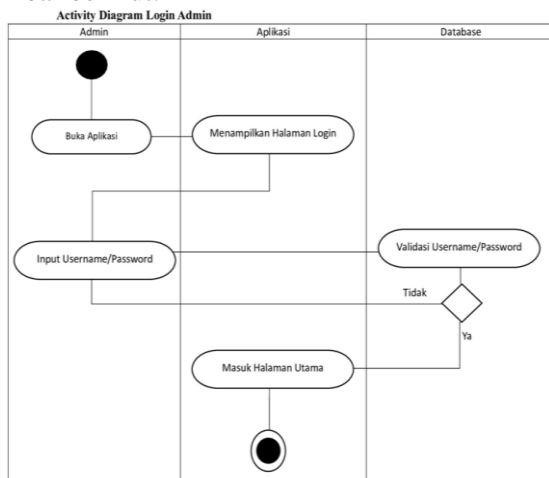 Activity Diagram Login Admin
Admin
Aplikasi
Database
Buka Aplikasi
Menampilkan Halaman Login
Input Username/Password
Validasi Username/Password
Tidak
Ya
Masuk Halaman Utama